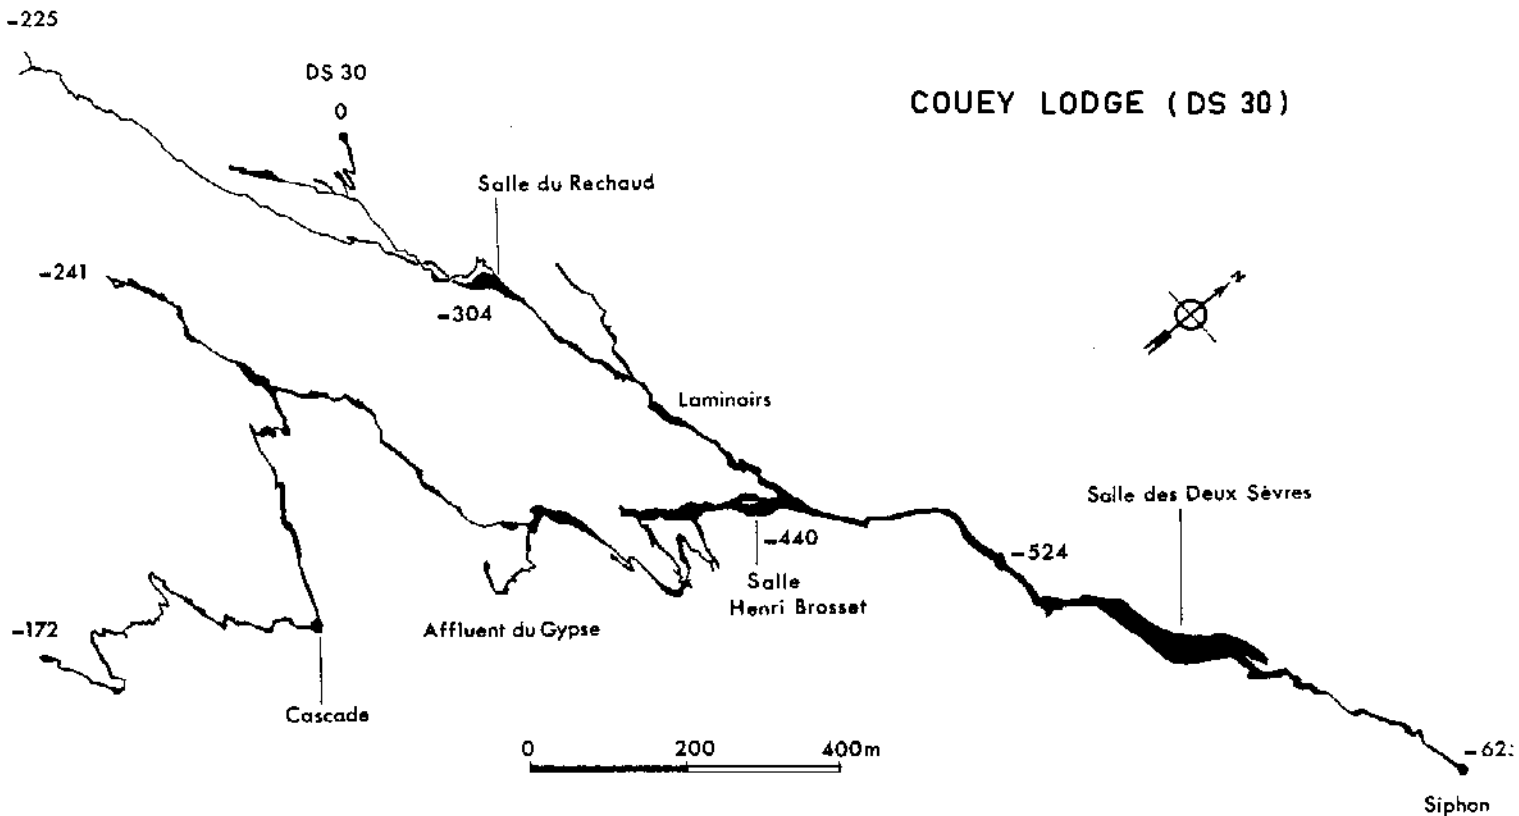 -225
DS 30
0
COUEY LODGE (DS 30)
Salle du Rechaud
-241
-304
N
Laminoirs
Salle des Deux Sèvres
-440
-524
Salle
Henri Brosset
Affluent du Gypse
-172
Cascade
0 200 400m
Siphon